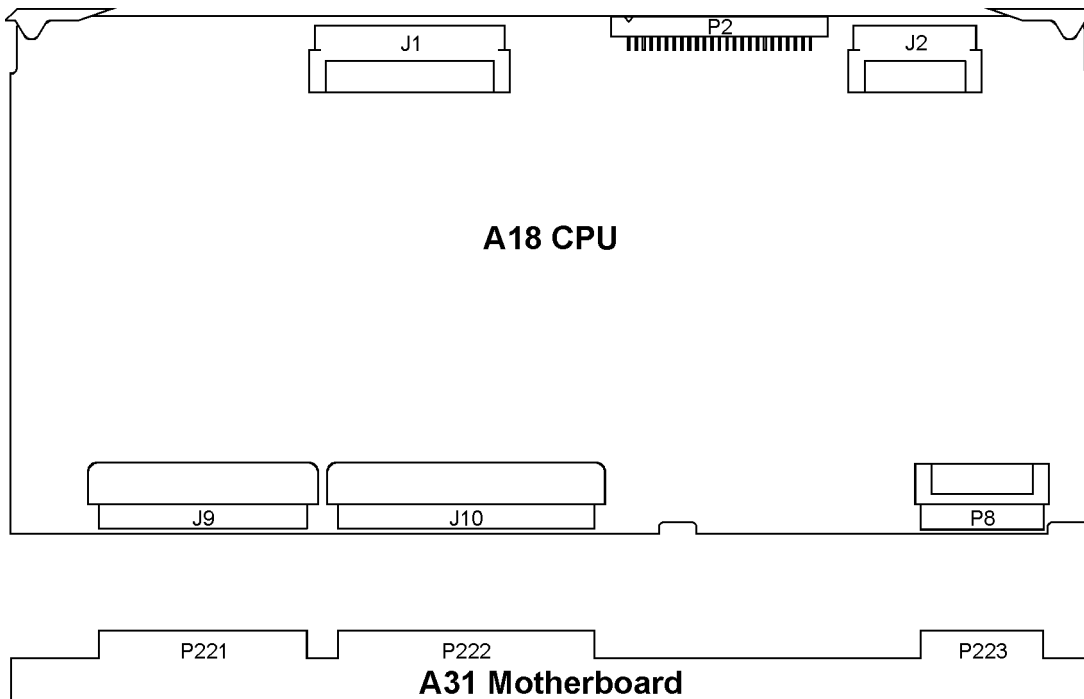 J1
P2
J2
A18 CPU
J9
J10
P8
P221
P222
P223
A31 Motherboard